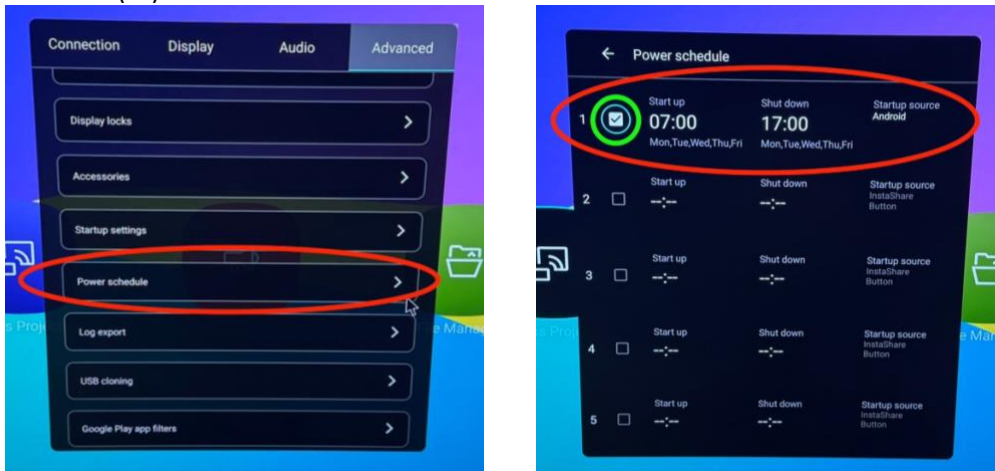 Connection Display Audio Advanced
Display locks
Accessories
Startup settings
Power schedule
Log export
USB cloning
Google Play app filters
s Proj
e Manag
← Power schedule
Start up Shut down Startup source
1 07:00 17:00 Android
Mon,Tue,Wed,Thu,Fri Mon,Tue,Wed,Thu,Fri
Start up Shut down Startup source
2 --:-- --:-- InstaShare
Button
Start up Shut down Startup source
3 --:-- --:-- InstaShare
Button
Start up Shut down Startup source
4 --:-- --:-- InstaShare
Button
Start up Shut down Startup source
5 --:-- --:-- InstaShare
Button
s Proj
e Mar